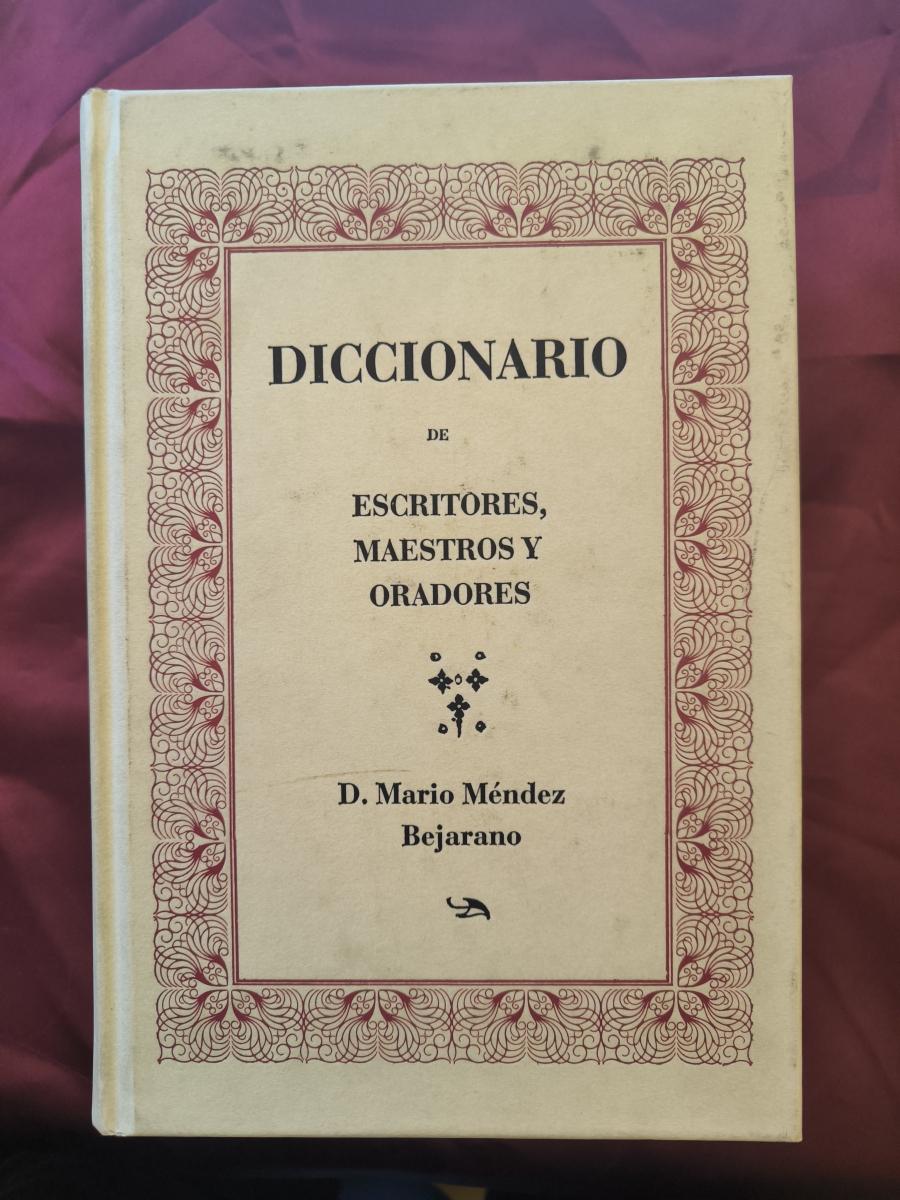 DICCIONARIO
DE
ESCRITORES,
MAESTROS Y
ORADORES
D. Mario Méndez
Bejarano